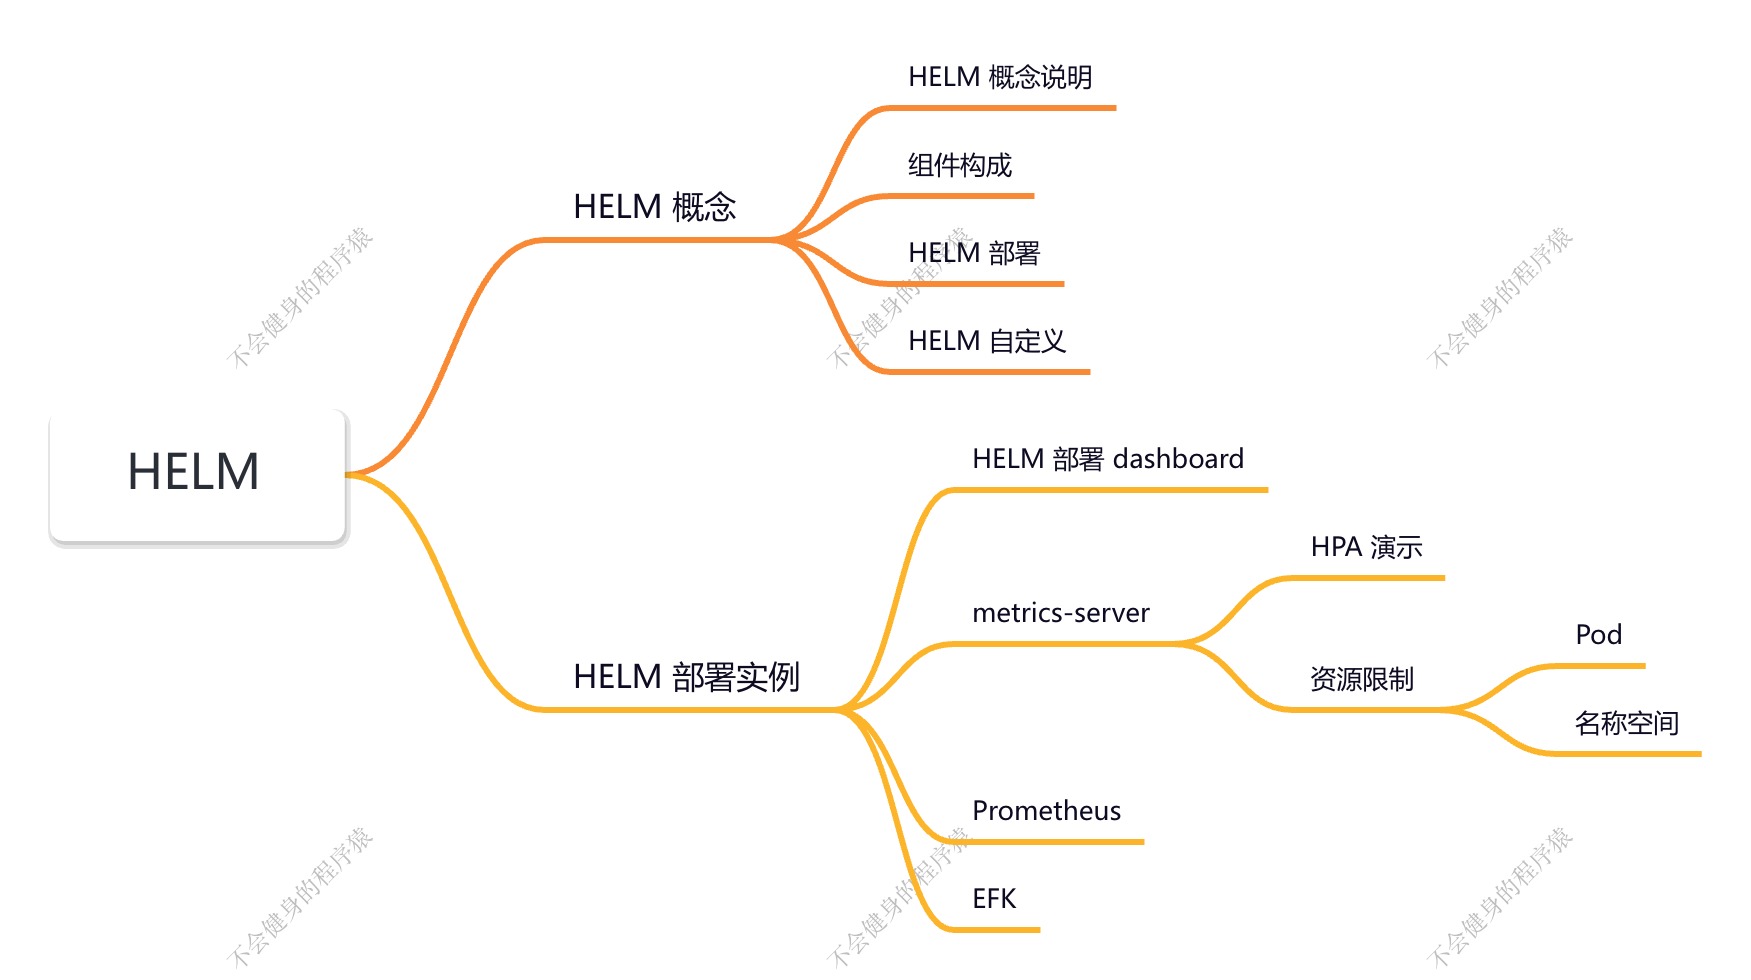 HELM
HELM 概念
HELM 概念说明
组件构成
HELM 部署
HELM 自定义
HELM 部署实例
HELM 部署 dashboard
metrics-server
HPA 演示
资源限制
Pod
名称空间
Prometheus
EFK
不会健身的程序猿
不会健身的程序猿
不会健身的程序猿
不会健身的程序猿
不会健身的程序猿
不会健身的程序猿